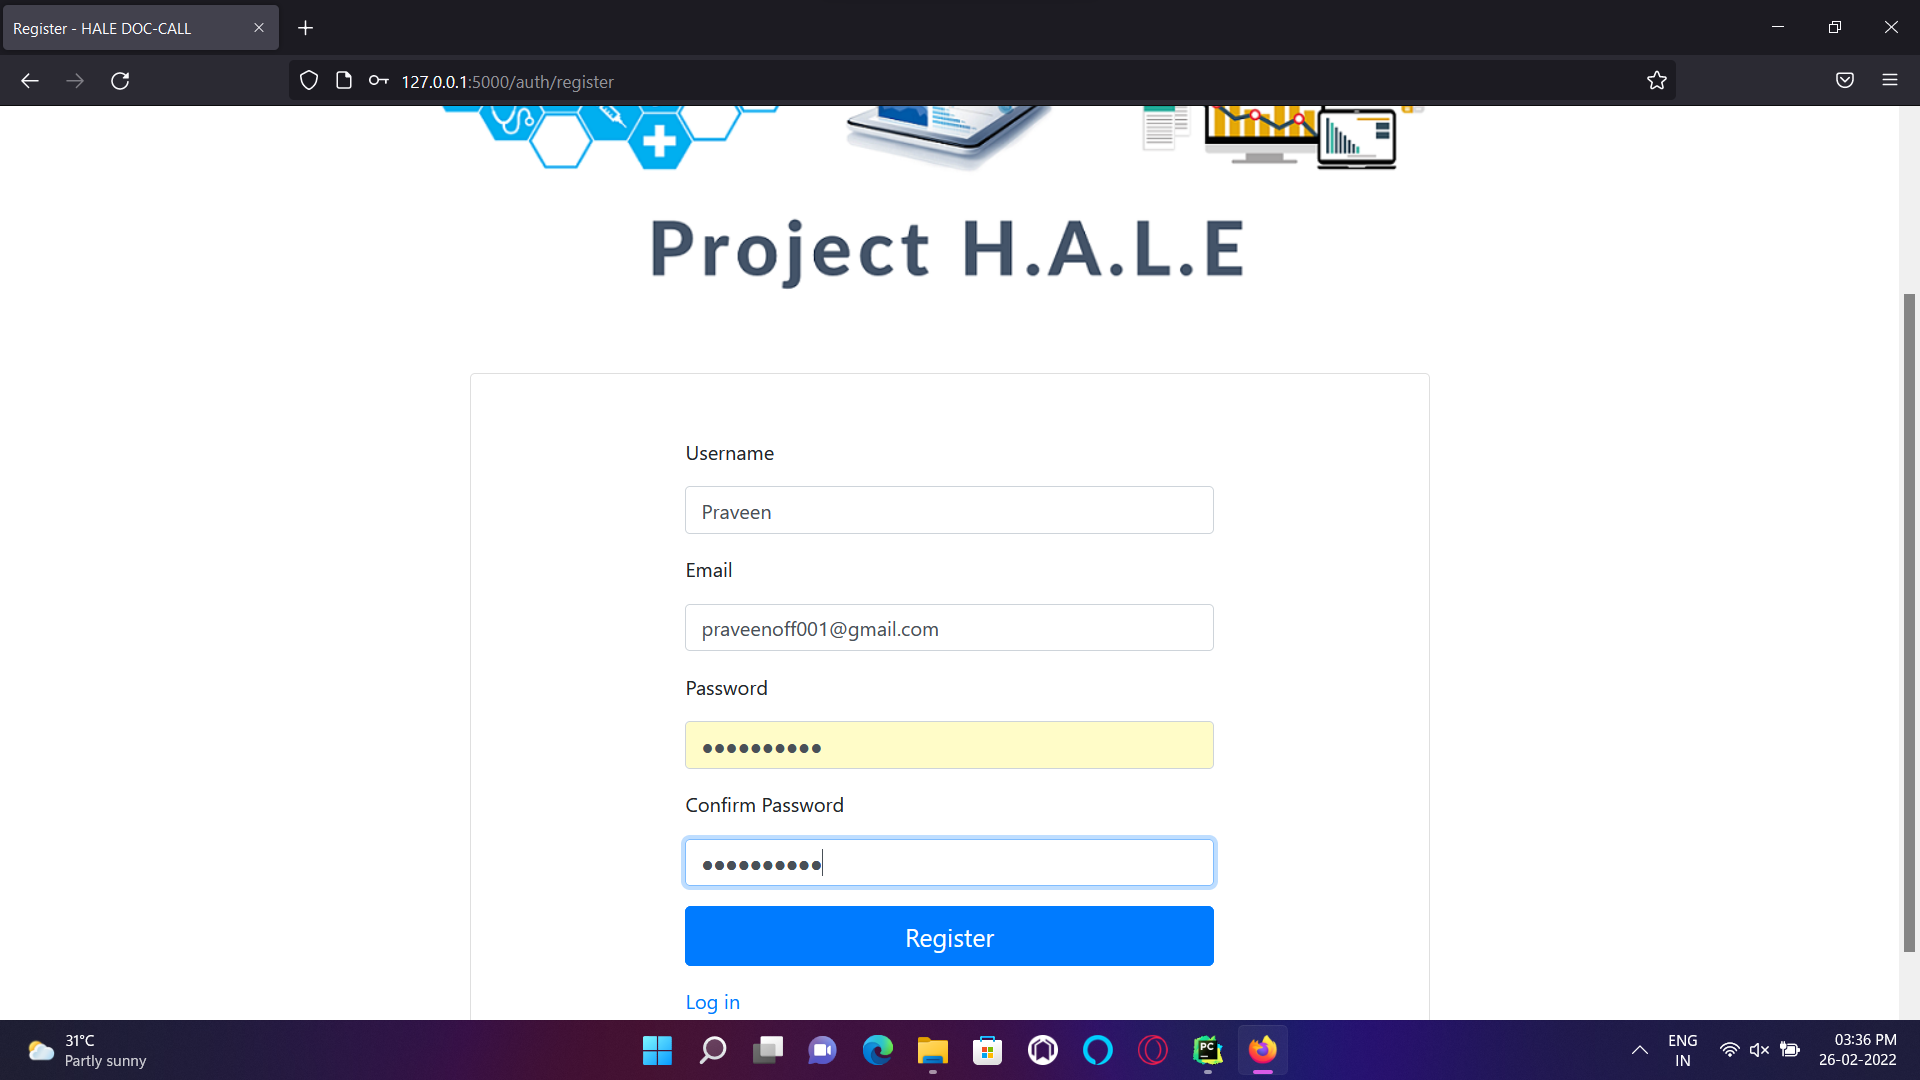 Register - HALE DOC-CALL
127.0.0.1:5000/auth/register
Project H.A.L.E
Username
Praveen
Email
praveenoff001@gmail.com
Password
●●●●●●●●●●
Confirm Password
●●●●●●●●●●
Register
Log in
31°C
Partly sunny
PC
ENG
IN
03:36 PM
26-02-2022